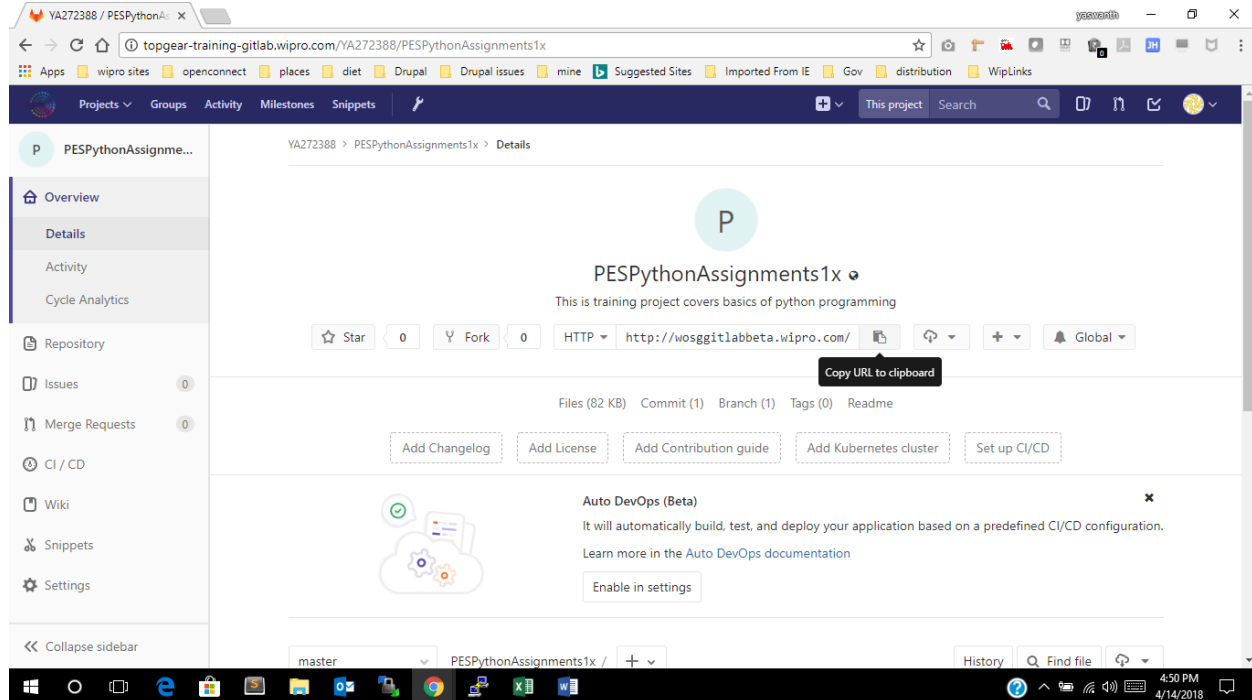 YA272388 / PESPythonAs
yaswanth
topgear-training-gitlab.wipro.com/YA272388/PESPythonAssignments1x
JH
0
Apps wipro sites openconnect places diet Drupal Drupal issues mine Suggested Sites Imported From IE Gov distribution WipLinks
Projects Groups Activity Milestones Snippets This project Search
P PESPythonAssignme...
YA272388 > PESPythonAssignments1x > Details
Overview
Details
Activity
Cycle Analytics
Repository
Issues 0
Merge Requests 0
CI / CD
Wiki
Snippets
Settings
Collapse sidebar
P
PESPythonAssignments1x
This is training project covers basics of python programming
Star 0 Fork 0 HTTP http://wosggitlabbeta.wipro.com/ Global
Copy URL to clipboard
Files (82 KB) Commit (1) Branch (1) Tags (0) Readme
Add Changelog Add License Add Contribution guide Add Kubernetes cluster Set up CI/CD
Auto DevOps (Beta)
It will automatically build, test, and deploy your application based on a predefined CI/CD configuration.
Learn more in the Auto DevOps documentation
Enable in settings
master PESPythonAssignments1x / + History Find file
4:50 PM
4/14/2018